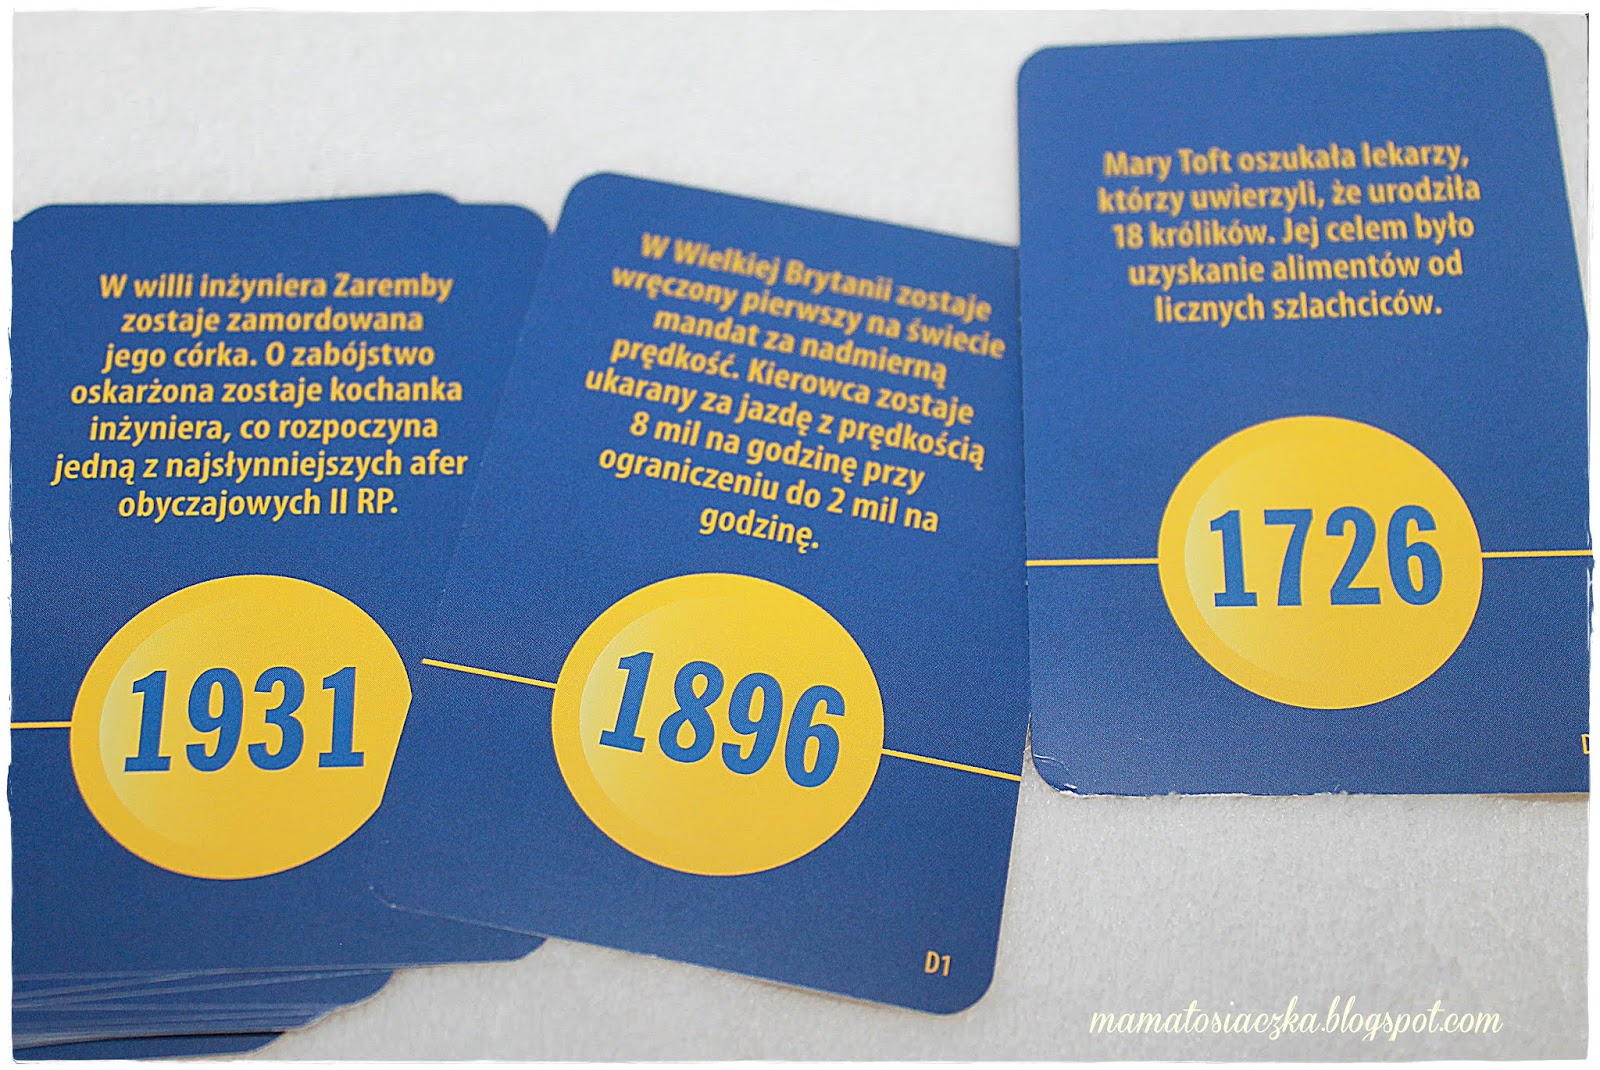 W willi inżyniera Zaremby
zostaje zamordowana
jego córka. O zabójstwo
oskarżona zostaje kochanka
inżyniera, co rozpoczyna
jedną z najsłynniejszych afer
obyczajowych II RP.
1931
W Wielkiej Brytanii zostaje
wręczony pierwszy na świecie
mandat za nadmierną
prędkość. Kierowca zostaje
ukarany za jazdę z prędkością
8 mil na godzinę przy
ograniczeniu do 2 mil na
godzinę.
1896
D1
Mary Toft oszukała lekarzy,
którzy uwierzyli, że urodziła
18 królików. Jej celem było
uzyskanie alimentów od
licznych szlachciców.
1726
mamatosiaczka.blogspot.com